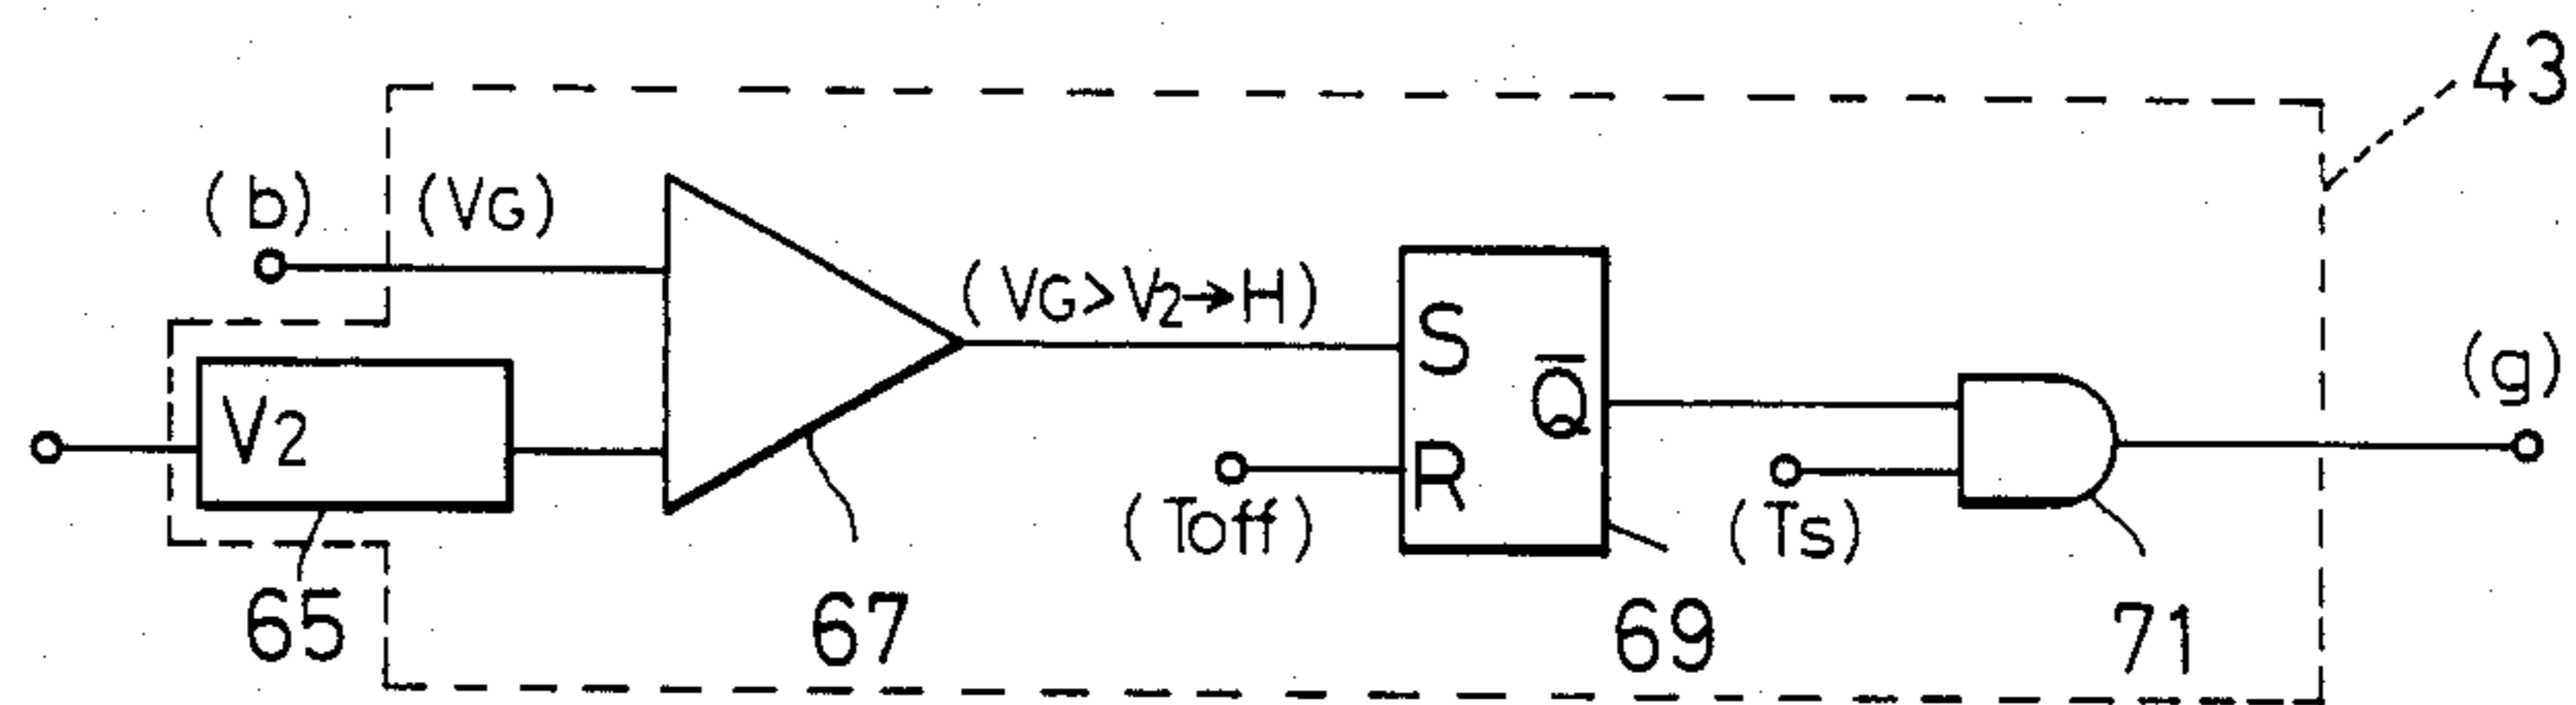 43
(b)
(VG)
(VG>V2→H)
V2
S
Q̅
R
(g)
(Toff)
(Ts)
65
67
69
71